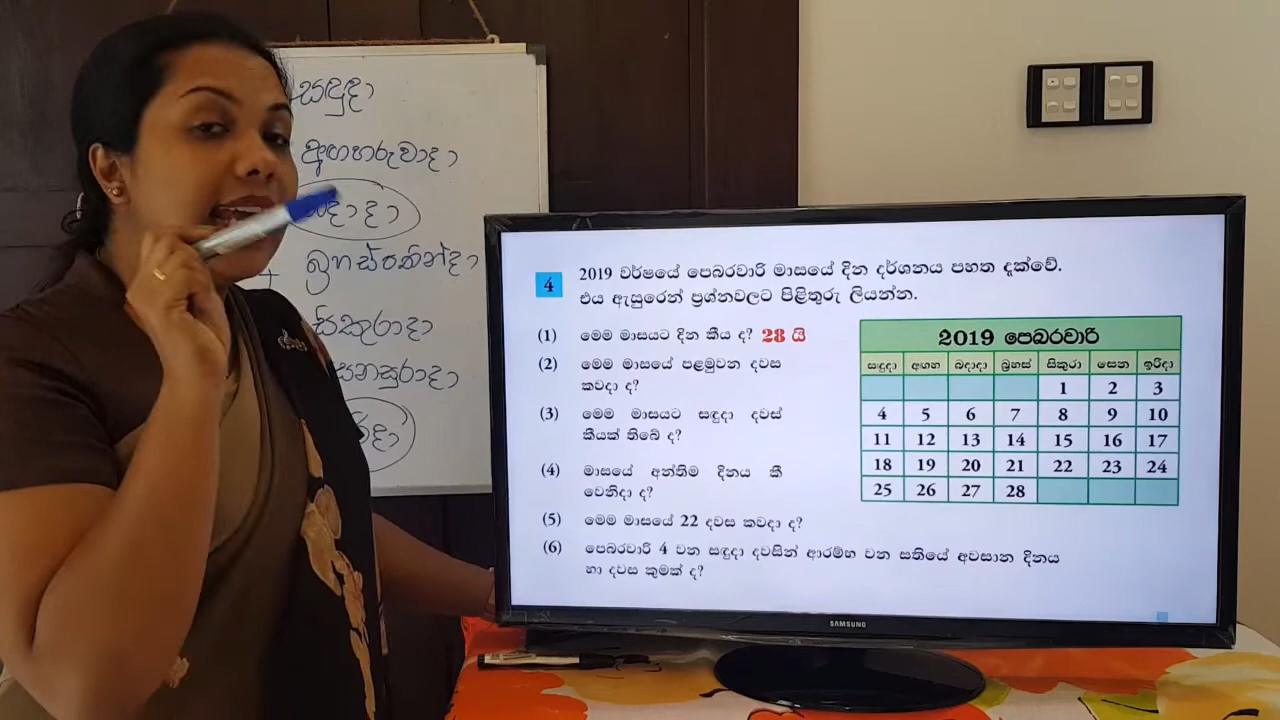 සඳුදා
අඟහරුවාදා
බ්‍රහස්පතින්දා
සිකුරාදා
සෙනසුරාදා
4
2019 වර්ෂයේ පෙබරවාරි මාසයේ දින දර්ශනය පහත දැක්වේ.
එය ඇසුරෙන් ප්‍රශ්නවලට පිළිතුරු ලියන්න.
(1) මෙම මාසයට දින කීය ද? 28 යි
(2) මෙම මාසයේ පළමුවන දවස
කවදා ද?
(3) මෙම මාසයට සඳුදා දවස්
කීයක් තිබේ ද?
(4) මාසයේ අන්තිම දිනය කී
වෙනිදා ද?
(5) මෙම මාසයේ 22 දවස කවදා ද?
(6) පෙබරවාරි 4 වන සඳුදා දවසින් ආරම්භ වන සතියේ අවසාන දිනය
හා දවස කුමක් ද?
2019 පෙබරවාරි
සඳුදා අඟහ බදාදා බ්‍රහස් සිකුරා සෙන ඉරිදා
1 2 3
4 5 6 7 8 9 10
11 12 13 14 15 16 17
18 19 20 21 22 23 24
25 26 27 28
SAMSUNG